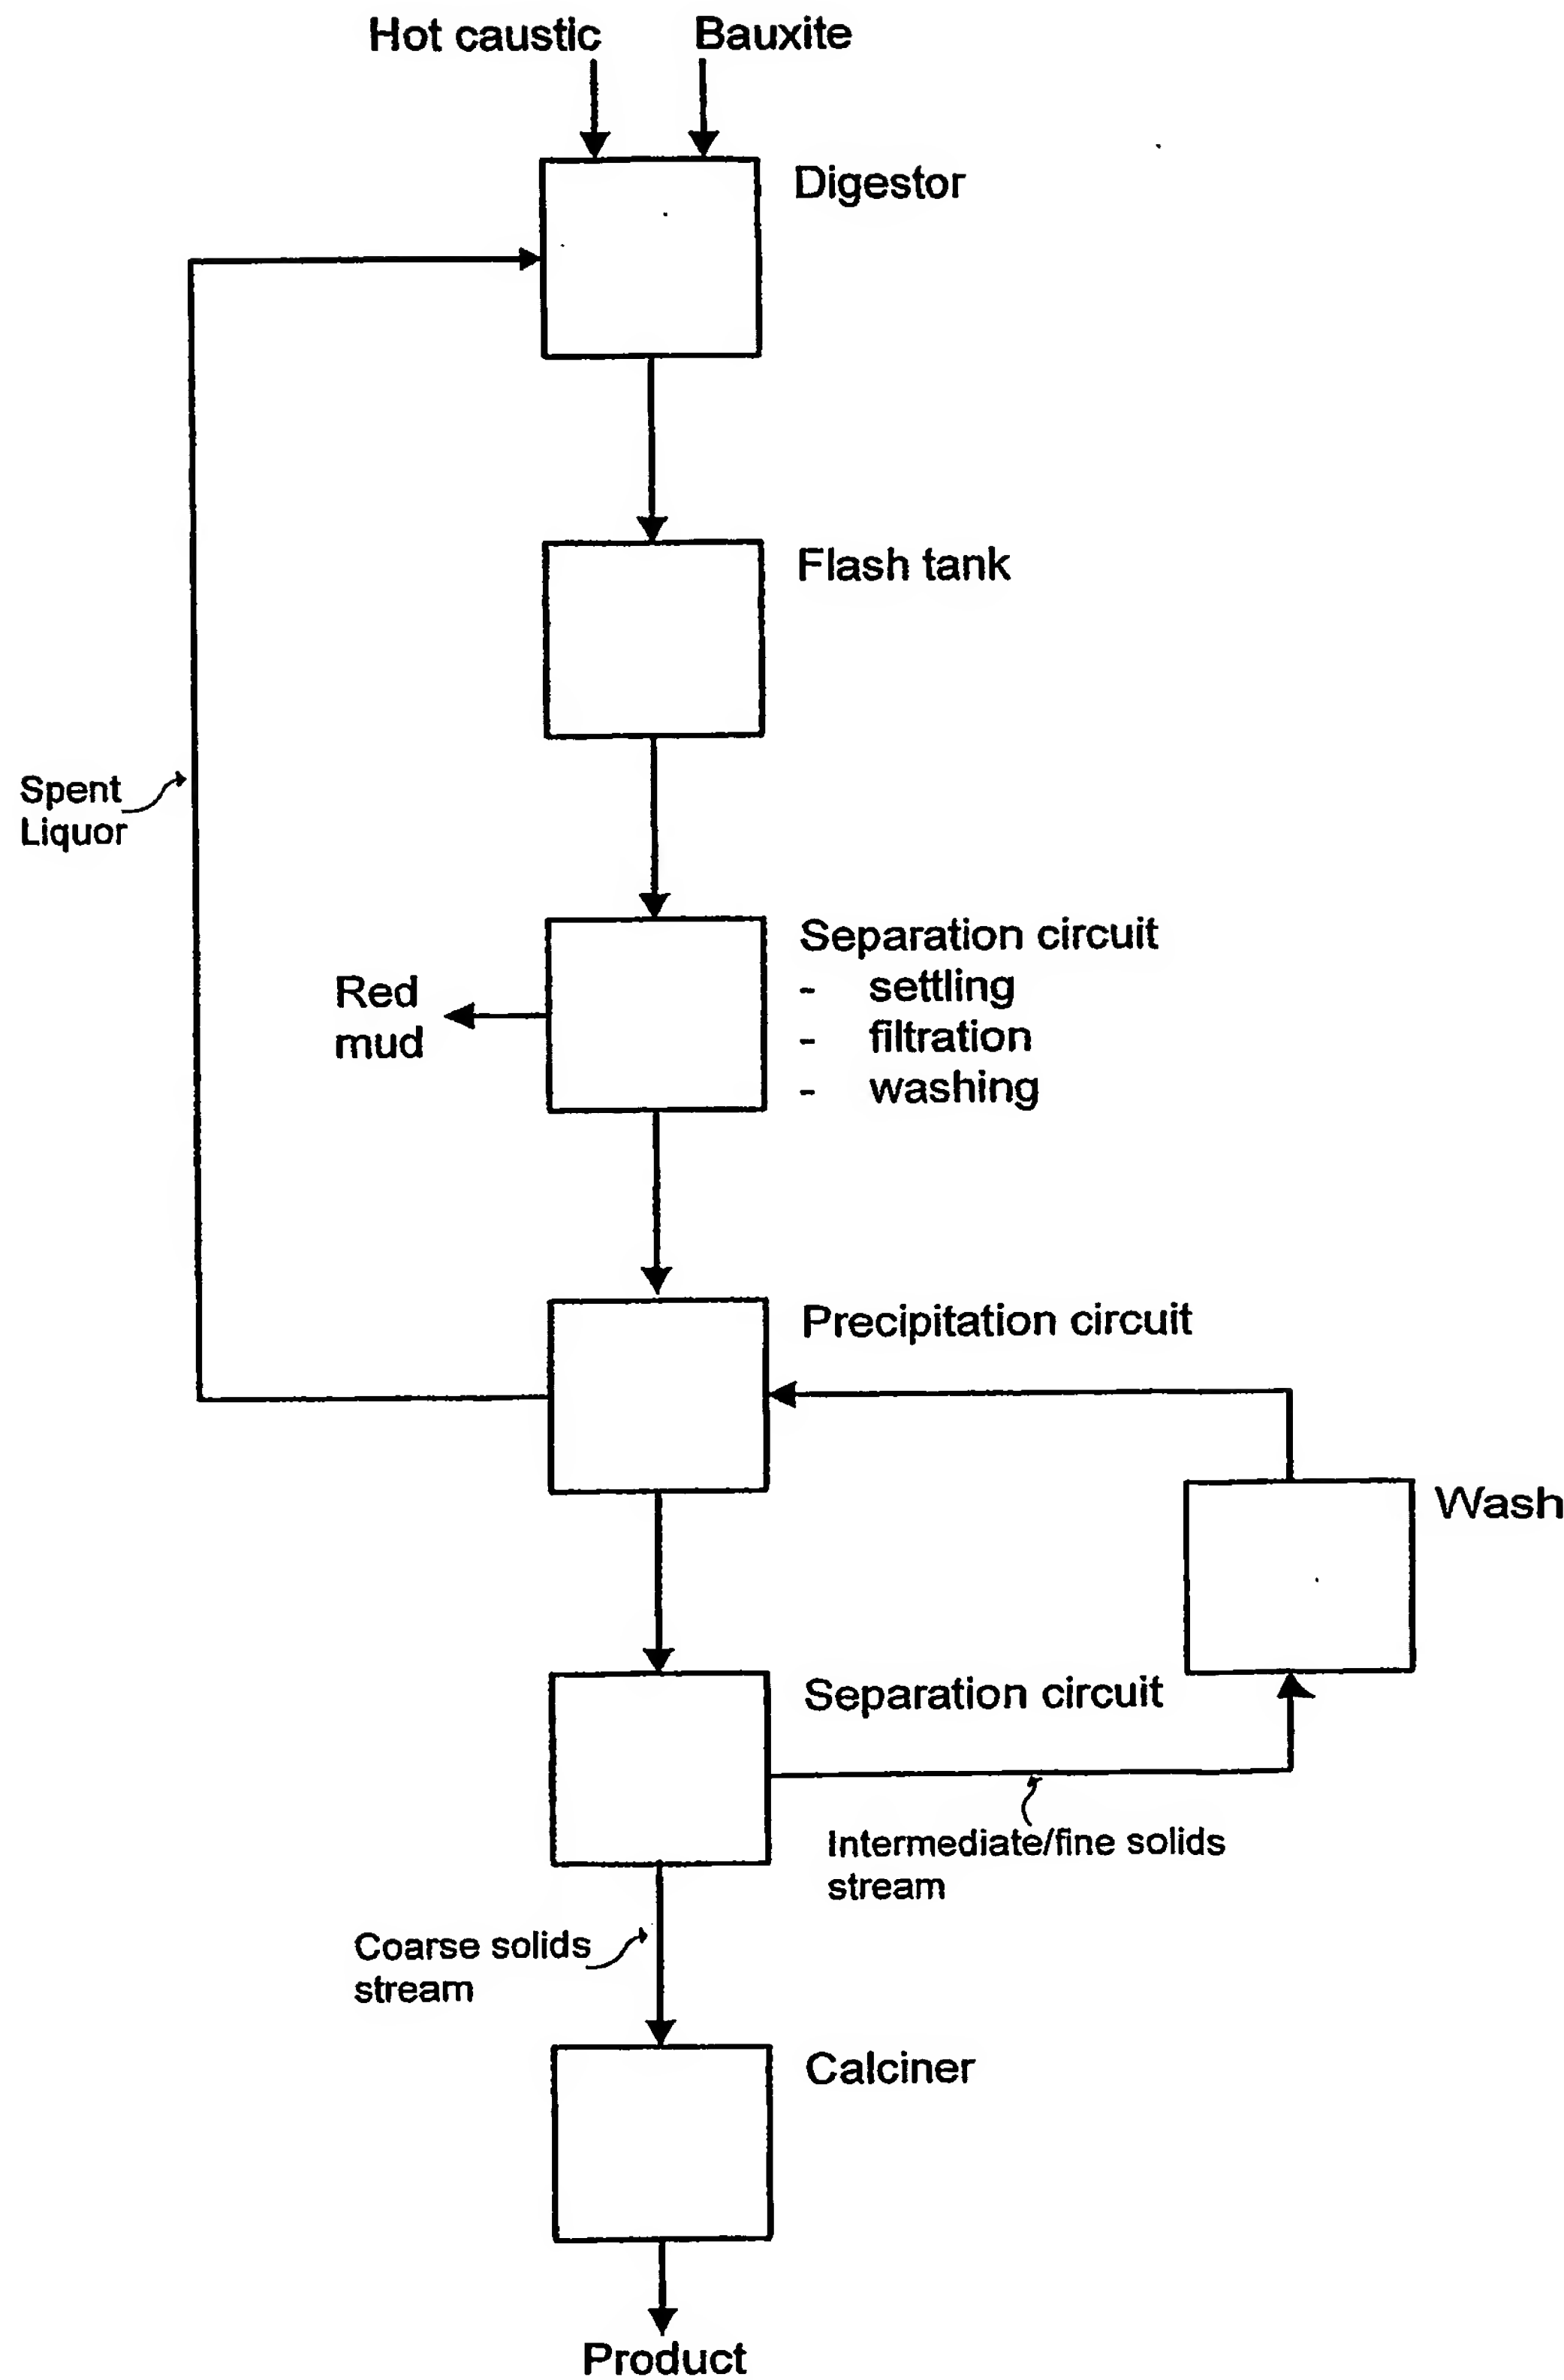 Hot caustic
Bauxite
Digestor
Flash tank
Spent
Liquor
Separation circuit
- settling
- filtration
- washing
Red
mud
Precipitation circuit
Wash
Separation circuit
Intermediate/fine solids
stream
Coarse solids
stream
Calciner
Product